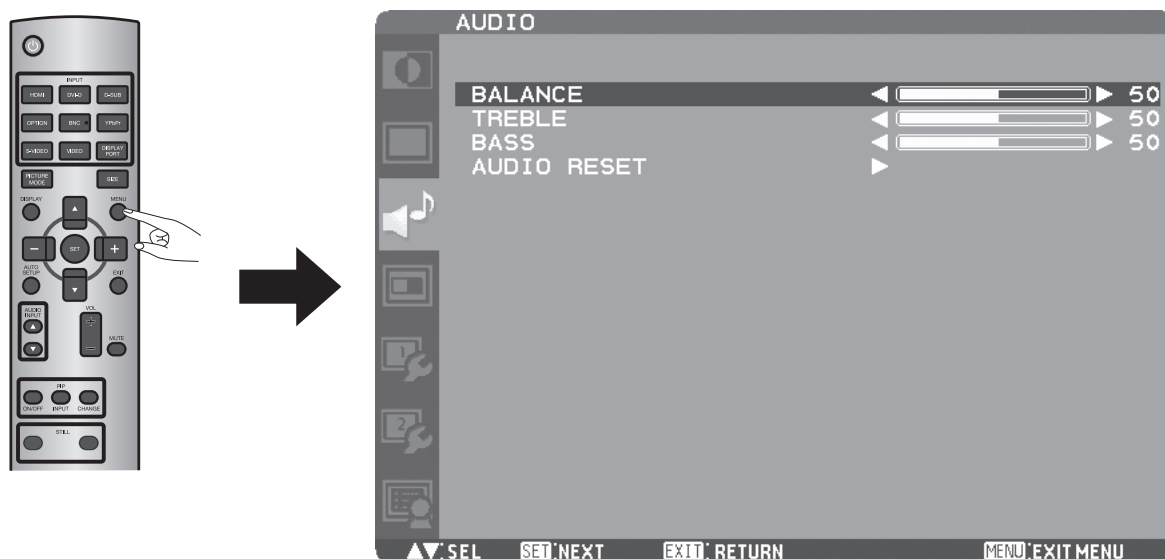 INPUT
HDMI DVI-D D-SUB
OPTION BNC YPbPr
S-VIDEO VIDEO DISPLAY PORT
PICTURE MODE SIZE
DISPLAY MENU
SET
AUTO SETUP EXIT
AUDIO INPUT VOL
MUTE
PIP
ON/OFF INPUT CHANGE
STILL
AUDIO
BALANCE 50
TREBLE 50
BASS 50
AUDIO RESET
1
2
SEL SET:NEXT EXIT:RETURN MENU:EXIT MENU